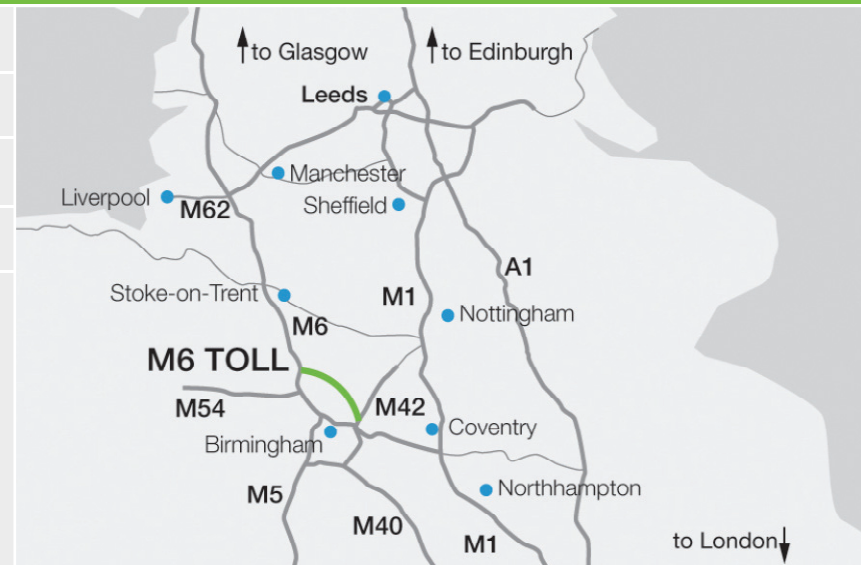 to Glasgow
to Edinburgh
Leeds
Manchester
Liverpool
M62
Sheffield
A1
Stoke-on-Trent
M1
Nottingham
M6
M6 TOLL
M54
M42
Coventry
Birmingham
M5
Northhampton
M40
M1
to London